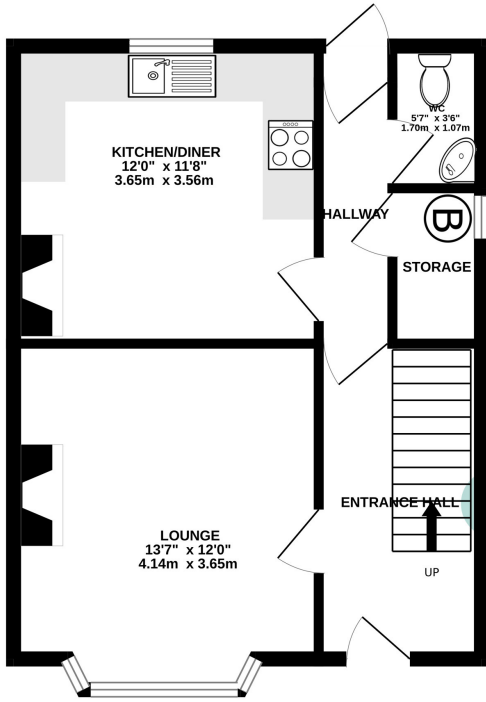 WC
5'7" x 3'6"
1.70m x 1.07m
KITCHEN/DINER
12'0" x 11'8"
3.65m x 3.56m
HALLWAY
B
STORAGE
ENTRANCE HALL
LOUNGE
13'7" x 12'0"
4.14m x 3.65m
UP